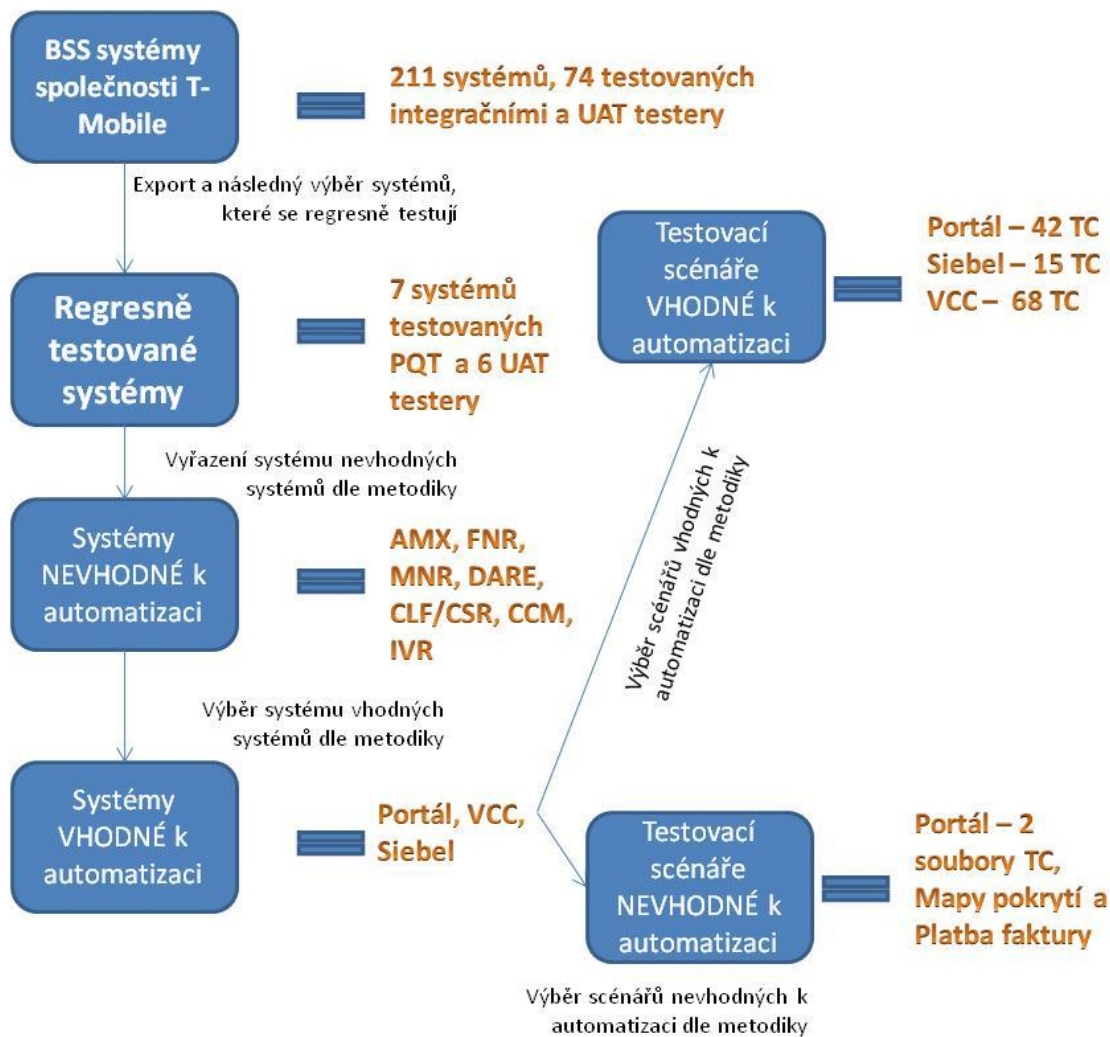 BSS systémy
společnosti T-
Mobile
211 systémů, 74 testovaných
integračními a UAT testery
Export a následný výběr systémů,
které se regresně testují
Regresně
testované
systémy
7 systémů
testovaných
PQT a 6 UAT
testery
Vyřazení systému nevhodných
systémů dle metodiky
Systémy
NEVHODNÉ k
automatizaci
AMX, FNR,
MNR, DARE,
CLF/CSR, CCM,
IVR
Výběr systému vhodných
systémů dle metodiky
Systémy
VHODNÉ k
automatizaci
Portál, VCC,
Siebel
Výběr scénářů vhodných k
automatizaci dle metodiky
Testovací
scénáře
VHODNÉ k
automatizaci
Portál – 42 TC
Siebel – 15 TC
VCC – 68 TC
Testovací
scénáře
NEVHODNÉ k
automatizaci
Portál – 2
soubory TC,
Mapy pokrytí a
Platba faktury
Výběr scénářů nevhodných k
automatizaci dle metodiky